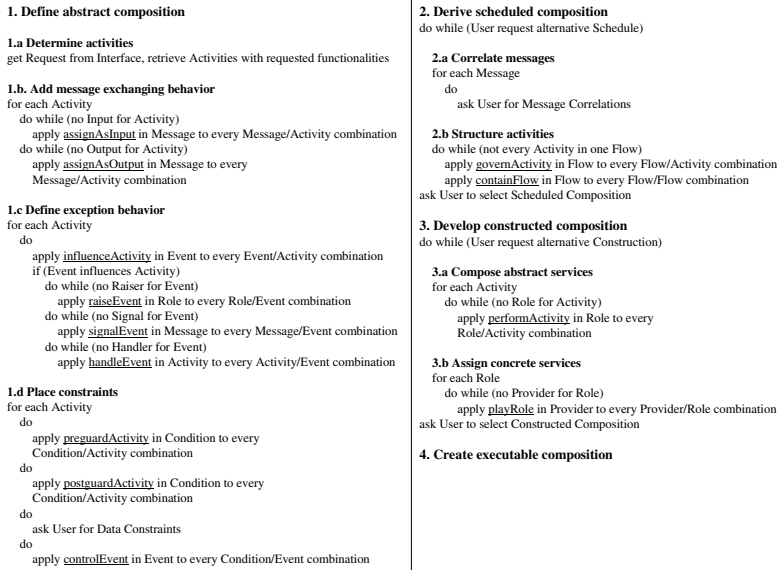 1. Define abstract composition
1.a Determine activities
get Request from Interface, retrieve Activities with requested functionalities
1.b. Add message exchanging behavior
for each Activity
do while (no Input for Activity)
apply assignAsInput in Message to every Message/Activity combination
do while (no Output for Activity)
apply assignAsOutput in Message to every
Message/Activity combination
1.c Define exception behavior
for each Activity
do
apply influenceActivity in Event to every Event/Activity combination
if (Event influences Activity)
do while (no Raiser for Event)
apply raiseEvent in Role to every Role/Event combination
do while (no Signal for Event)
apply signalEvent in Message to every Message/Event combination
do while (no Handler for Event)
apply handleEvent in Activity to every Activity/Event combination
1.d Place constraints
for each Activity
do
apply preguardActivity in Condition to every
Condition/Activity combination
do
apply postguardActivity in Condition to every
Condition/Activity combination
do
ask User for Data Constraints
do
apply controlEvent in Event to every Condition/Event combination
2. Derive scheduled composition
do while (User request alternative Schedule)
2.a Correlate messages
for each Message
do
ask User for Message Correlations
2.b Structure activities
do while (not every Activity in one Flow)
apply governActivity in Flow to every Flow/Activity combination
apply containFlow in Flow to every Flow/Flow combination
ask User to select Scheduled Composition
3. Develop constructed composition
do while (User request alternative Construction)
3.a Compose abstract services
for each Activity
do while (no Role for Activity)
apply performActivity in Role to every
Role/Activity combination
3.b Assign concrete services
for each Role
do while (no Provider for Role)
apply playRole in Provider to every Provider/Role combination
ask User to select Constructed Composition
4. Create executable composition